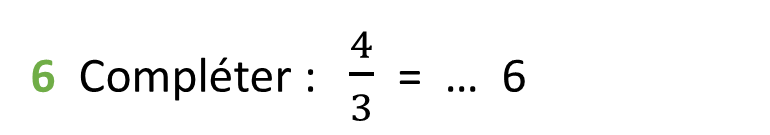 6 Compléter : 4/3 = ... 6